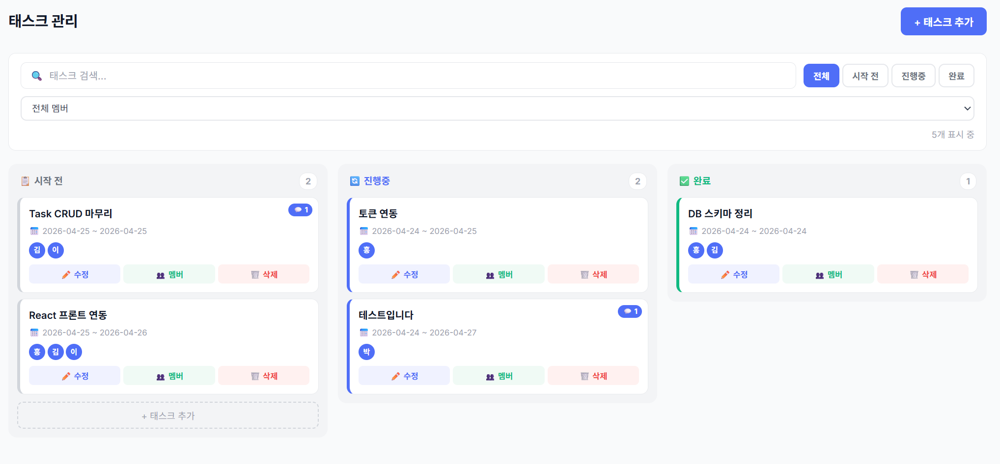 태스크 관리
+ 태스크 추가
태스크 검색...
전체
시작 전
진행중
완료
전체 멤버
5개 표시 중
시작 전
2
Task CRUD 마무리
1
2026-04-25 ~ 2026-04-25
김
이
수정
멤버
삭제
React 프론트 연동
2026-04-25 ~ 2026-04-26
홍
김
이
수정
멤버
삭제
+ 태스크 추가
진행중
2
토큰 연동
2026-04-24 ~ 2026-04-25
홍
수정
멤버
삭제
테스트입니다
1
2026-04-24 ~ 2026-04-27
박
수정
멤버
삭제
완료
1
DB 스키마 정리
2026-04-24 ~ 2026-04-24
홍
김
수정
멤버
삭제